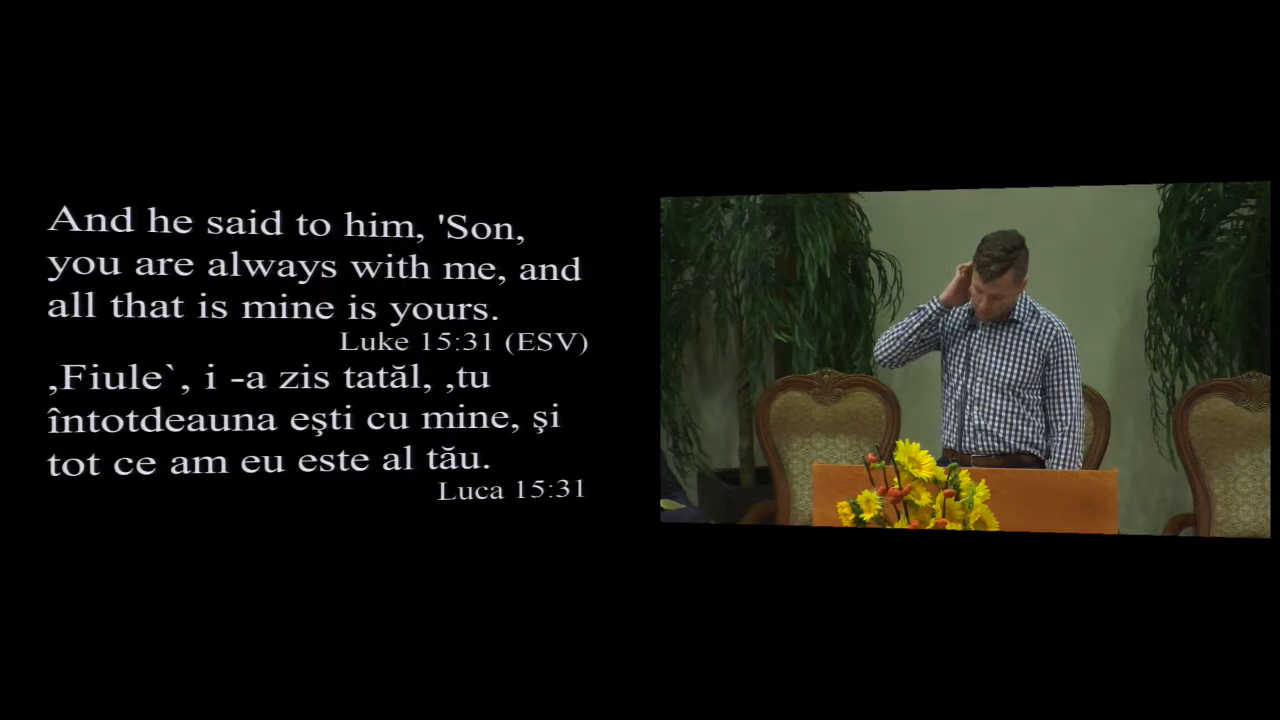 And he said to him, 'Son,
you are always with me, and
all that is mine is yours.
Luke 15:31 (ESV)
,Fiule`, i -a zis tatăl, ,tu
întotdeauna eşti cu mine, şi
tot ce am eu este al tău.
Luca 15:31